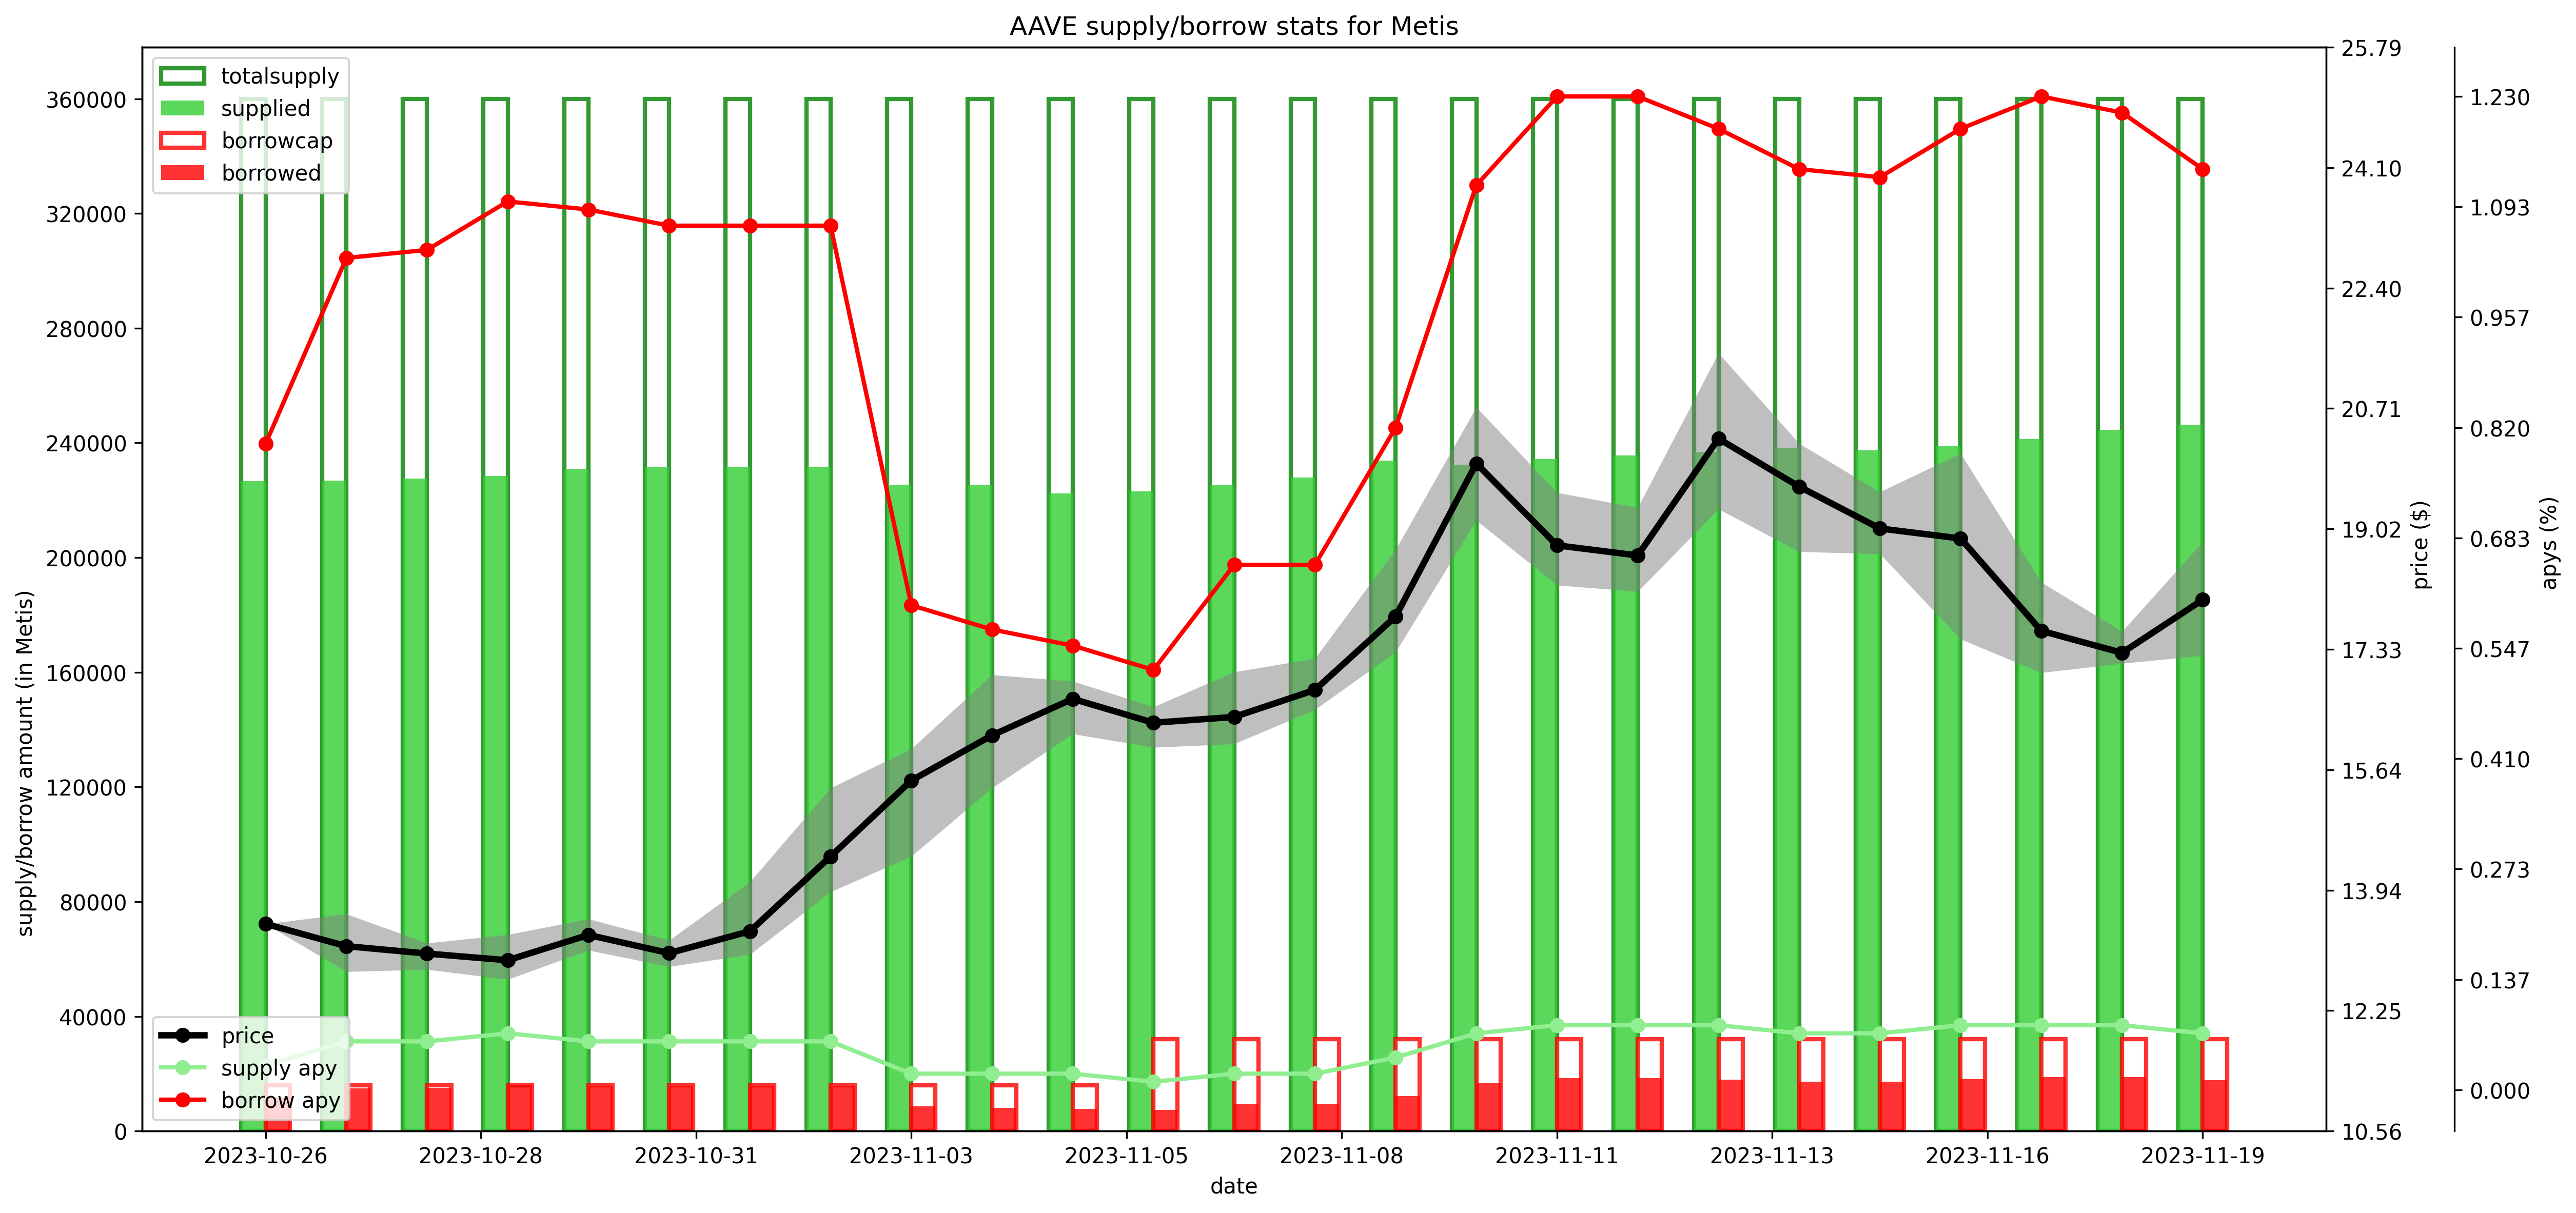 AAVE supply/borrow stats for Metis
totalsupply
supplied
borrowcap
borrowed
price
supply apy
borrow apy
supply/borrow amount (in Metis)
360000
320000
280000
240000
200000
160000
120000
80000
40000
0
25.79
24.10
22.40
20.71
19.02
17.33
15.64
13.94
12.25
10.56
price ($)
1.230
1.093
0.957
0.820
0.683
0.547
0.410
0.273
0.137
0.000
apys (%)
2023-10-26 2023-10-28 2023-10-31 2023-11-03 2023-11-05 2023-11-08 2023-11-11 2023-11-13 2023-11-16 2023-11-19
date